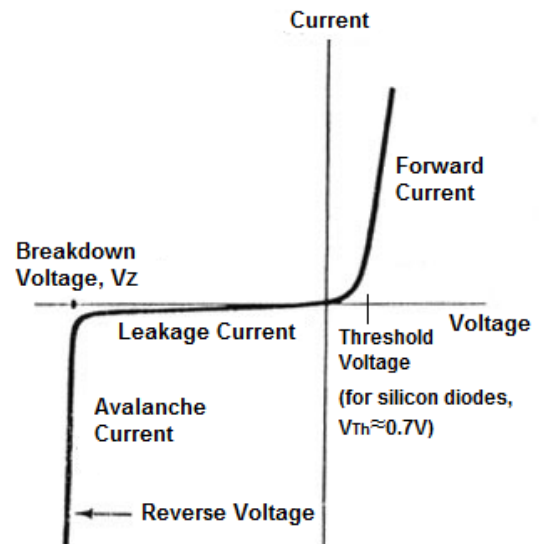 Current
Forward
Current
Breakdown
Voltage, Vz
Leakage Current
Voltage
Threshold
Voltage
(for silicon diodes,
VTh≈0.7V)
Avalanche
Current
Reverse Voltage